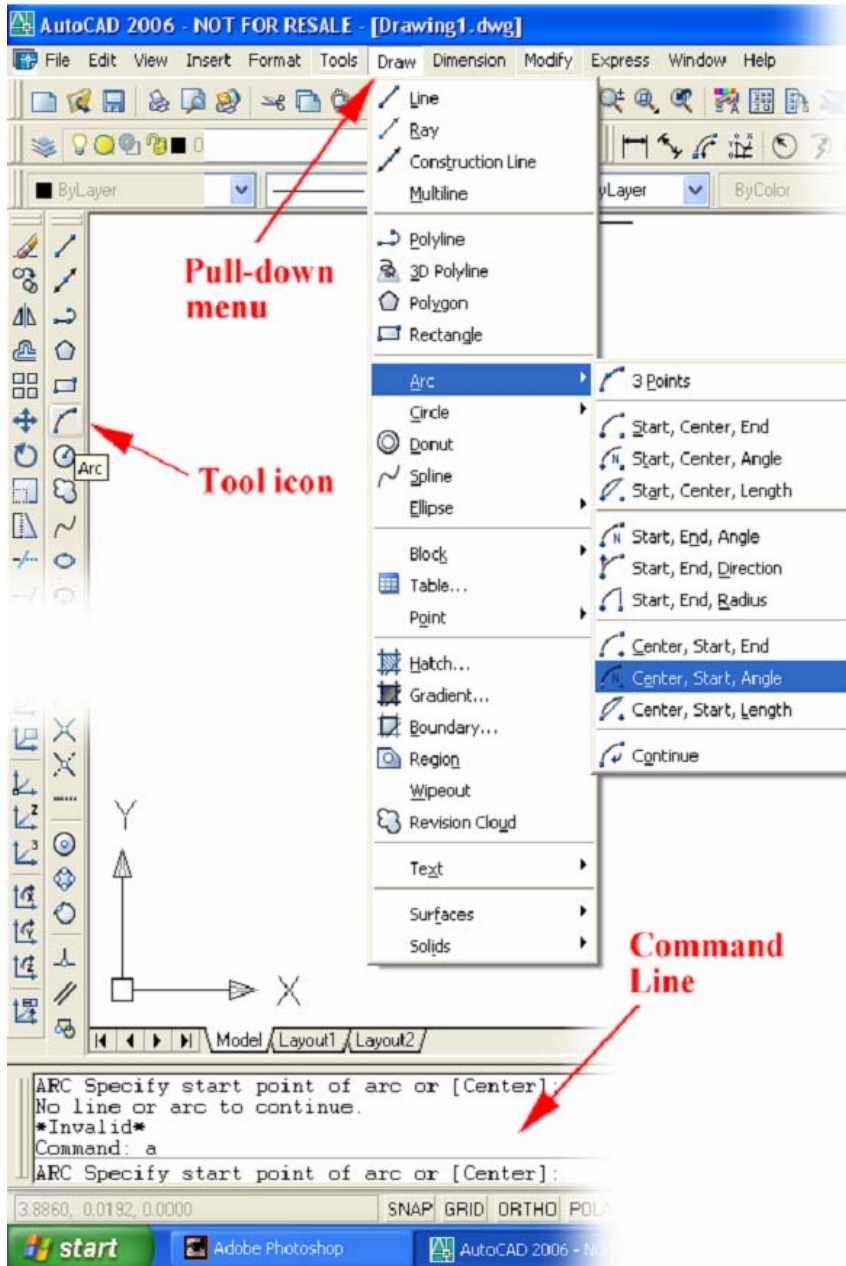 AutoCAD 2006 - NOT FOR RESALE - [Drawing1.dwg]
File Edit View Insert Format Tools Draw Dimension Modify Express Window Help
0
ByLayer
yLayer
ByColor
Line
Ray
Construction Line
Multiline
Polyline
3D Polyline
Polygon
Rectangle
Arc
Circle
Donut
Spline
Ellipse
Block
Table...
Point
Hatch...
Gradient...
Boundary...
Region
Wipeout
Revision Cloud
Text
Surfaces
Solids
3 Points
Start, Center, End
Start, Center, Angle
Start, Center, Length
Start, End, Angle
Start, End, Direction
Start, End, Radius
Center, Start, End
Center, Start, Angle
Center, Start, Length
Continue
Pull-down
menu
Arc
Tool icon
Y
X
Command
Line
Model Layout1 Layout2
ARC Specify start point of arc or [Center]:
No line or arc to continue.
*Invalid*
Command: a
ARC Specify start point of arc or [Center]:
3.8860, 0.0192, 0.0000 SNAP GRID ORTHO
start Adobe Photoshop AutoCAD 2006 -